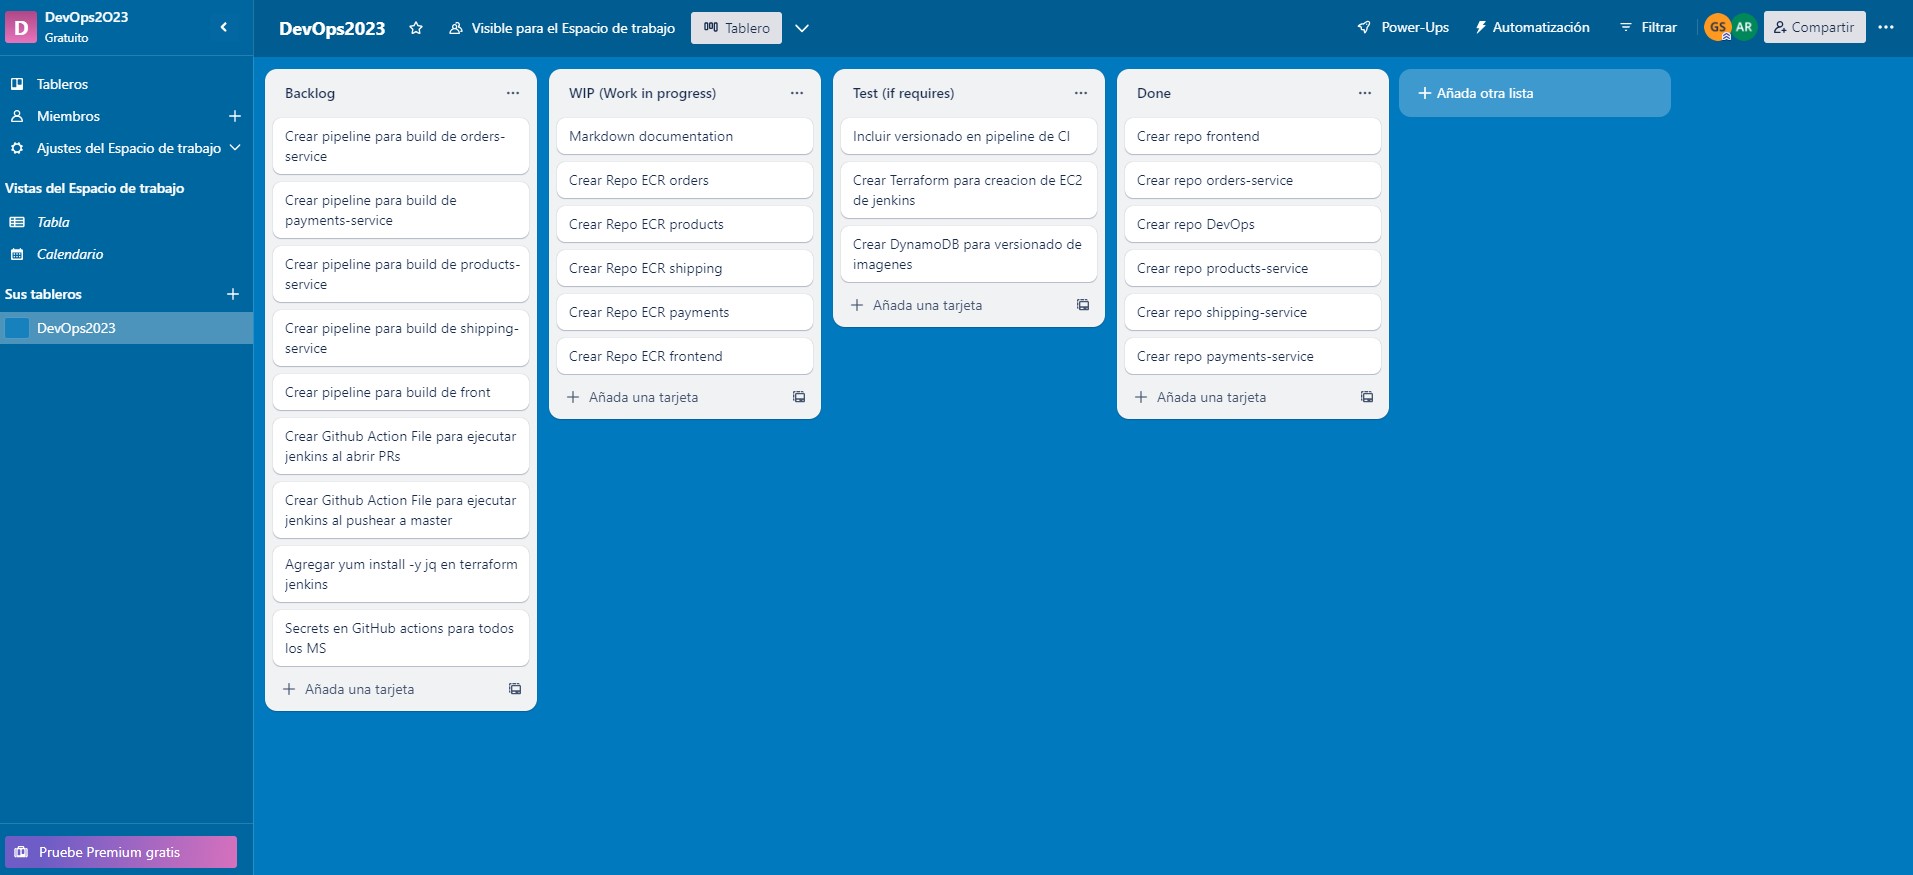 D
DevOps2023
Gratuito
Tableros
Miembros
Ajustes del Espacio de trabajo
Vistas del Espacio de trabajo
Tabla
Calendario
Sus tableros
DevOps2023
Pruebe Premium gratis
DevOps2023
Visible para el Espacio de trabajo
Tablero
Power-Ups
Automatización
Filtrar
GS
AR
Compartir
Backlog
Crear pipeline para build de orders-
service
Crear pipeline para build de
payments-service
Crear pipeline para build de products-
service
Crear pipeline para build de shipping-
service
Crear pipeline para build de front
Crear Github Action File para ejecutar
jenkins al abrir PRs
Crear Github Action File para ejecutar
jenkins al pushear a master
Agregar yum install -y jq en terraform
jenkins
Secrets en GitHub actions para todos
los MS
Añada una tarjeta
WIP (Work in progress)
Markdown documentation
Crear Repo ECR orders
Crear Repo ECR products
Crear Repo ECR shipping
Crear Repo ECR payments
Crear Repo ECR frontend
Añada una tarjeta
Test (if requires)
Incluir versionado en pipeline de CI
Crear Terraform para creacion de EC2
de jenkins
Crear DynamoDB para versionado de
imagenes
Añada una tarjeta
Done
Crear repo frontend
Crear repo orders-service
Crear repo DevOps
Crear repo products-service
Crear repo shipping-service
Crear repo payments-service
Añada una tarjeta
Añada otra lista